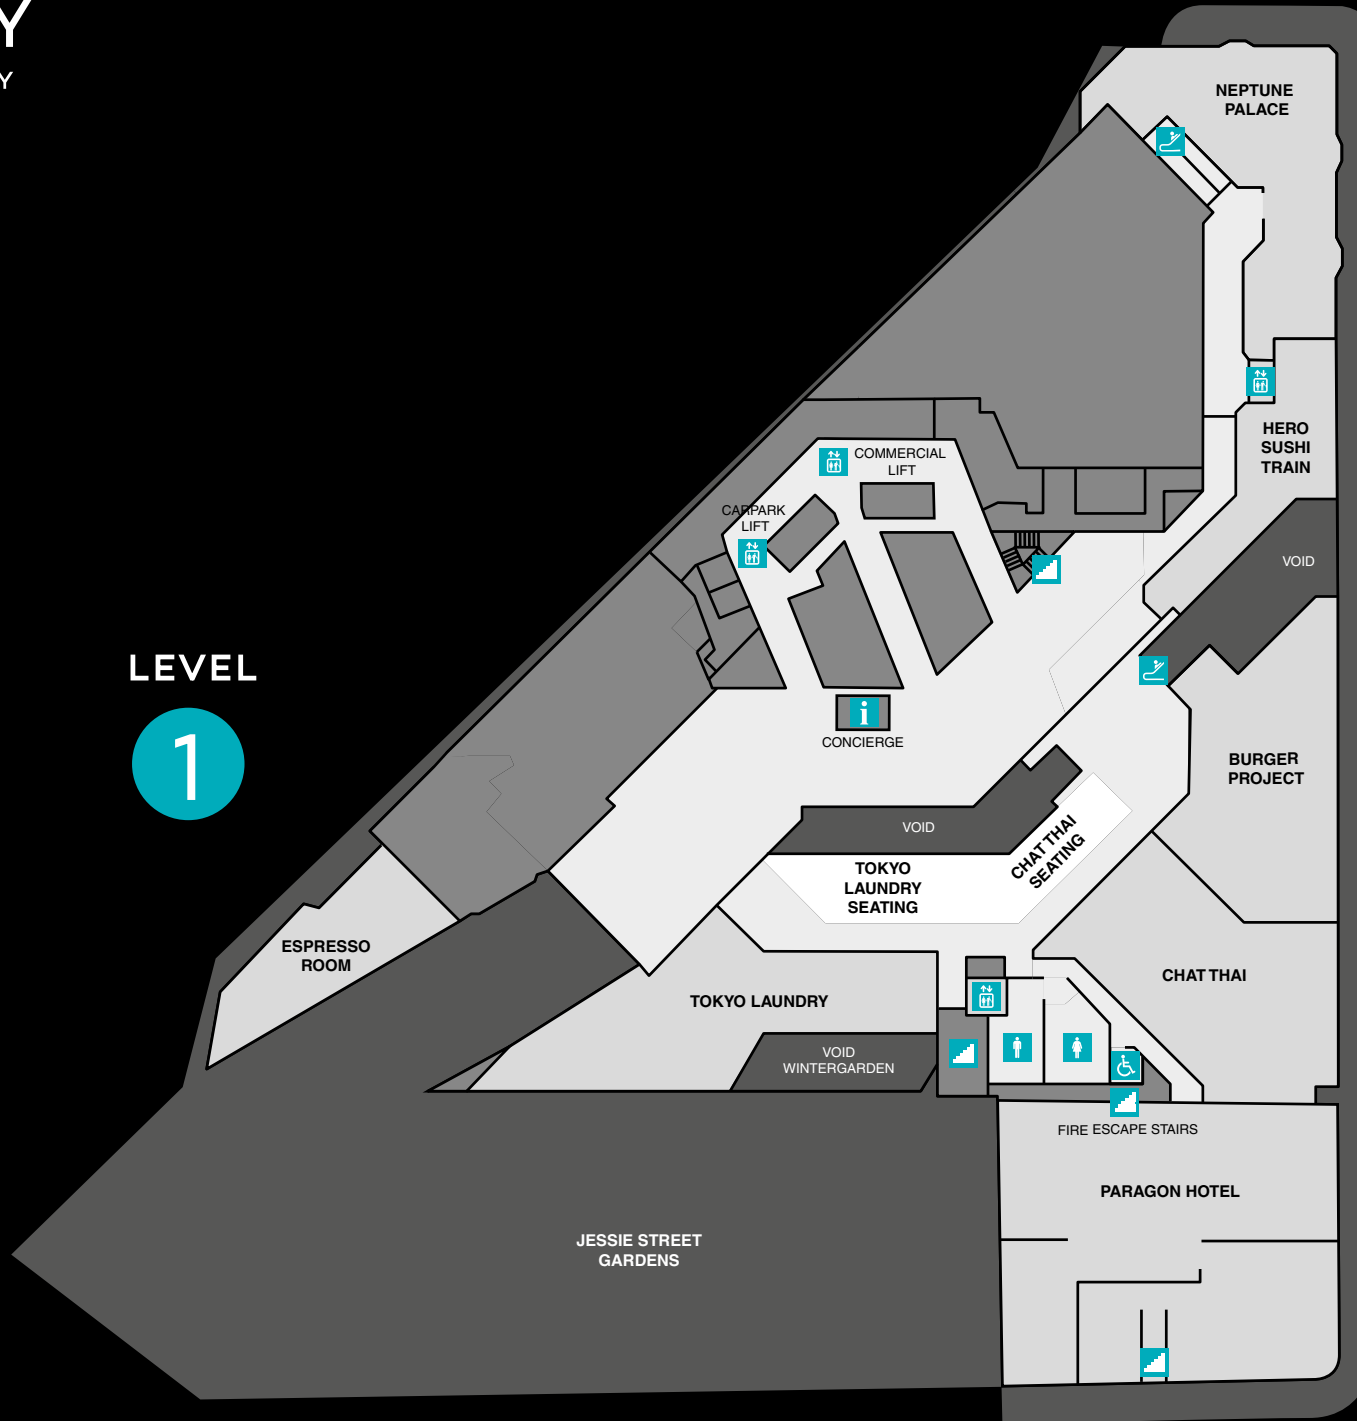 Y
Y
NEPTUNE
PALACE
HERO
SUSHI
TRAIN
COMMERCIAL
LIFT
CARPARK
LIFT
VOID
LEVEL
1
i
CONCIERGE
BURGER
PROJECT
VOID
CHAT THAI
SEATING
TOKYO
LAUNDRY
SEATING
ESPRESSO
ROOM
TOKYO LAUNDRY
CHAT THAI
VOID
WINTERGARDEN
FIRE ESCAPE STAIRS
PARAGON HOTEL
JESSIE STREET
GARDENS